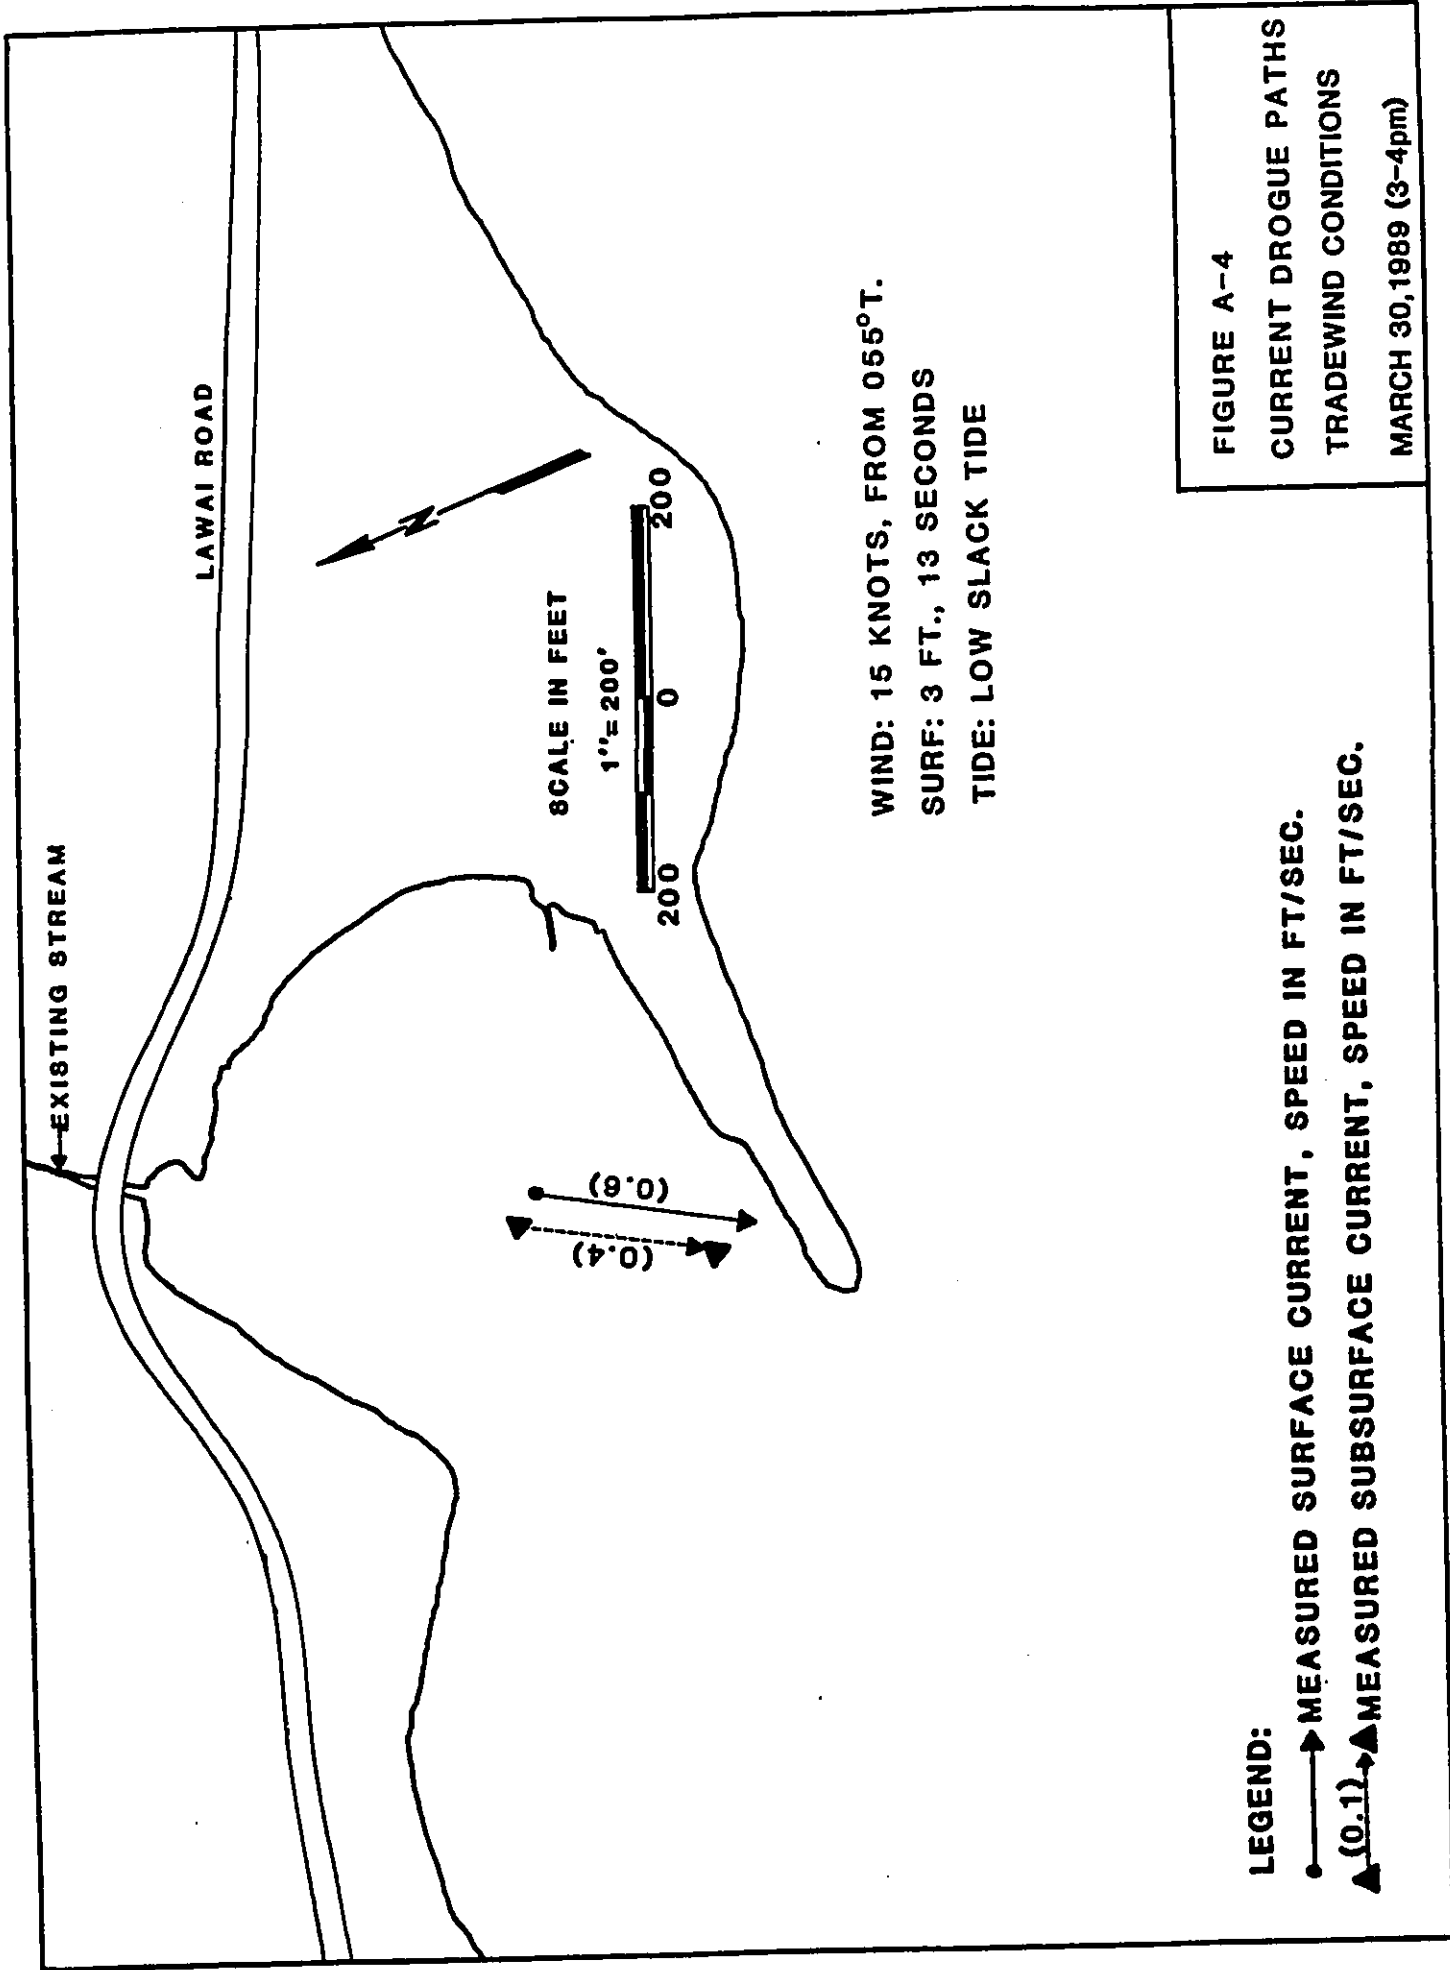 EXISTING STREAM
LAWAI ROAD
N
SCALE IN FEET
1"=200'
200 0 200
(0.6)
(0.4)
WIND: 15 KNOTS, FROM 055°T.
SURF: 3 FT., 13 SECONDS
TIDE: LOW SLACK TIDE
LEGEND:
MEASURED SURFACE CURRENT, SPEED IN FT/SEC.
(0.1) MEASURED SUBSURFACE CURRENT, SPEED IN FT/SEC.
FIGURE A-4
CURRENT DROGUE PATHS
TRADEWIND CONDITIONS
MARCH 30,1989 (3-4pm)